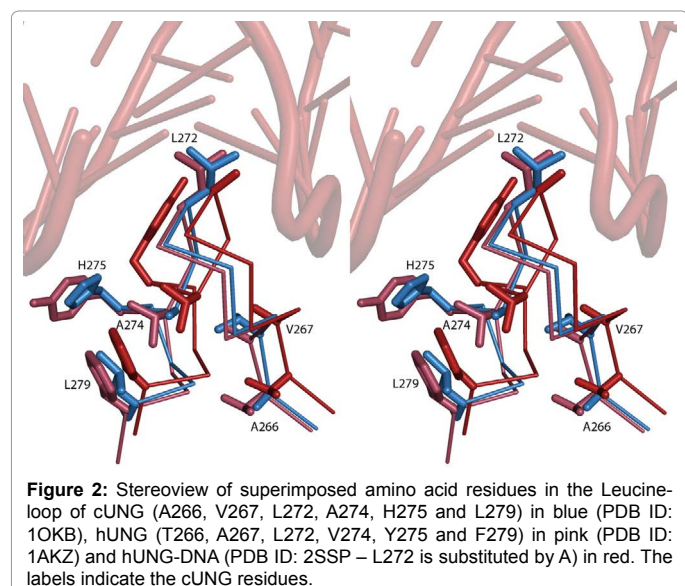 L272 L272
H275 H275
A274 A274
V267 V267
L279 L279
A266 A266
Figure 2: Stereoview of superimposed amino acid residues in the Leucine-
loop of cUNG (A266, V267, L272, A274, H275 and L279) in blue (PDB ID:
1OKB), hUNG (T266, A267, L272, V274, Y275 and F279) in pink (PDB ID:
1AKZ) and hUNG-DNA (PDB ID: 2SSP – L272 is substituted by A) in red. The
labels indicate the cUNG residues.